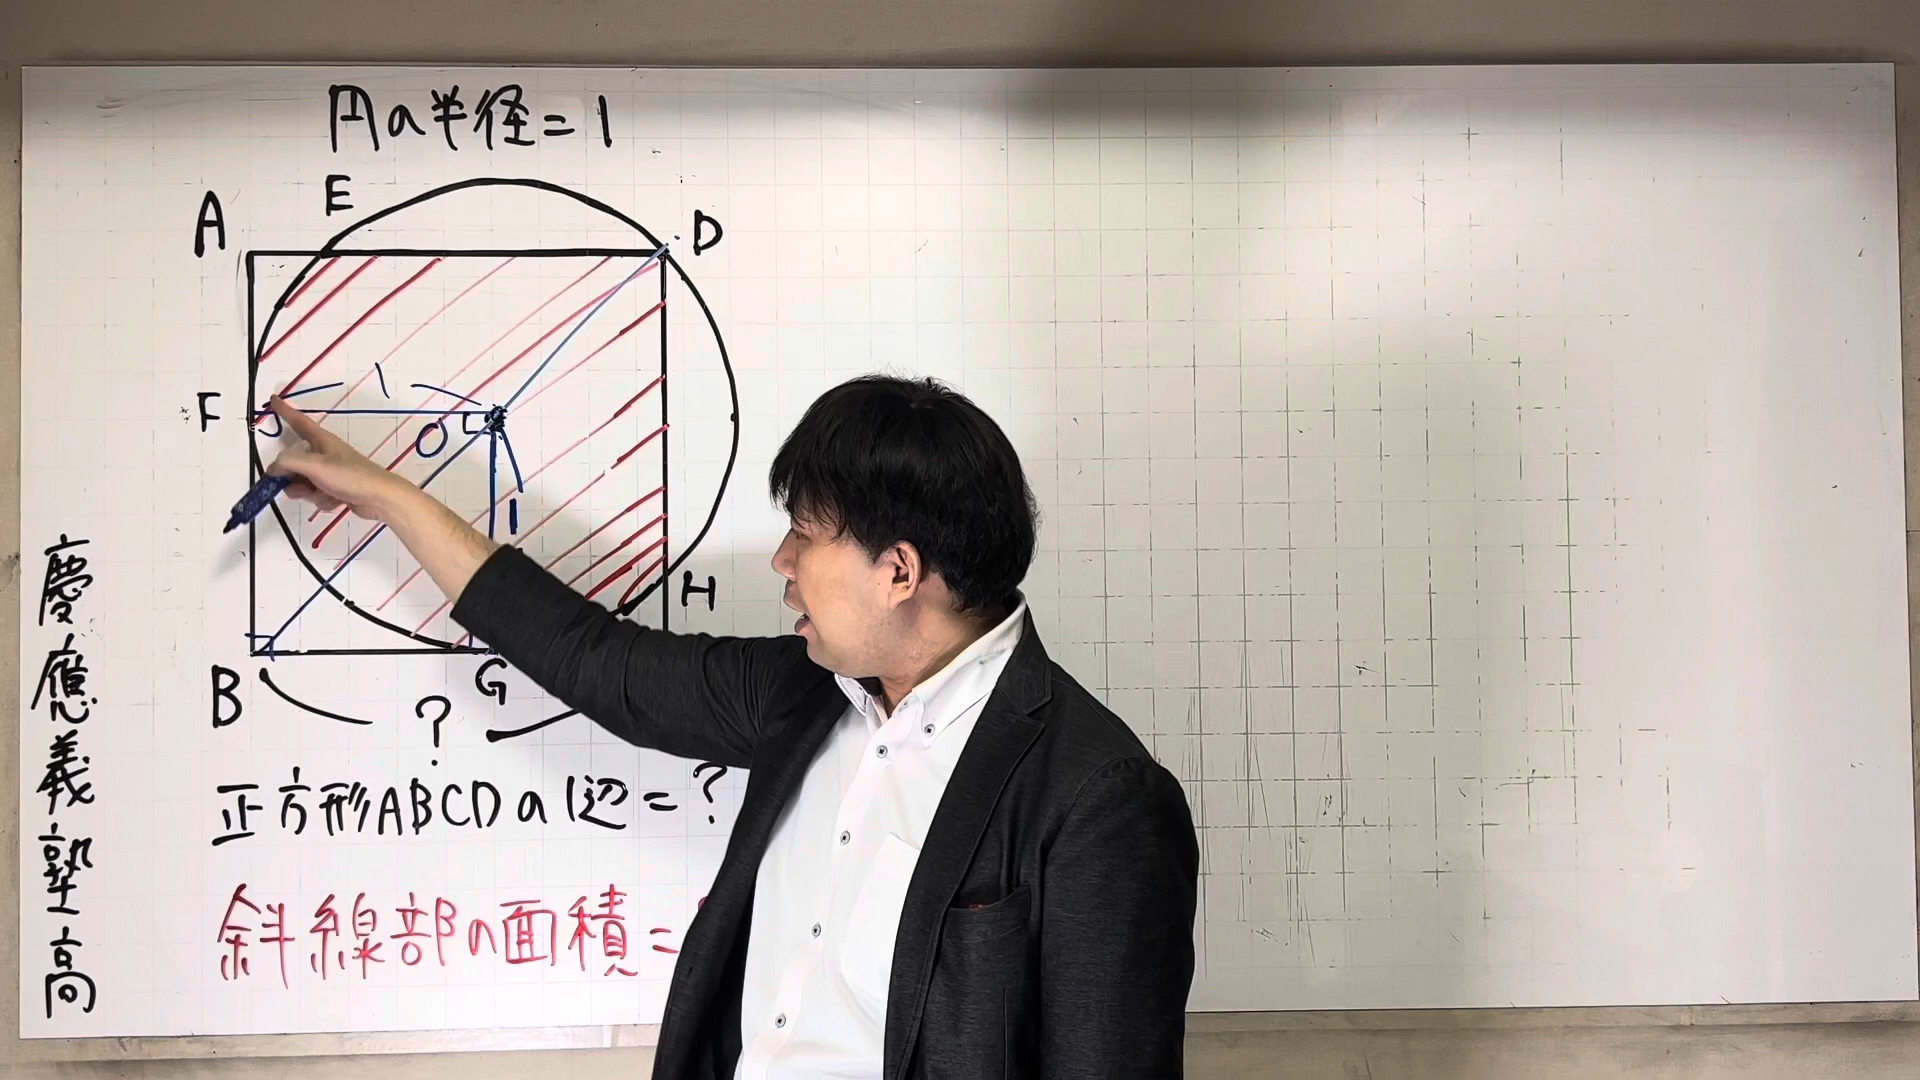 円の半径=1
E
A
D
1
F
O
1
H
B
G
?
正方形ABCDの1辺=?
斜線部の面積=
慶應義塾高